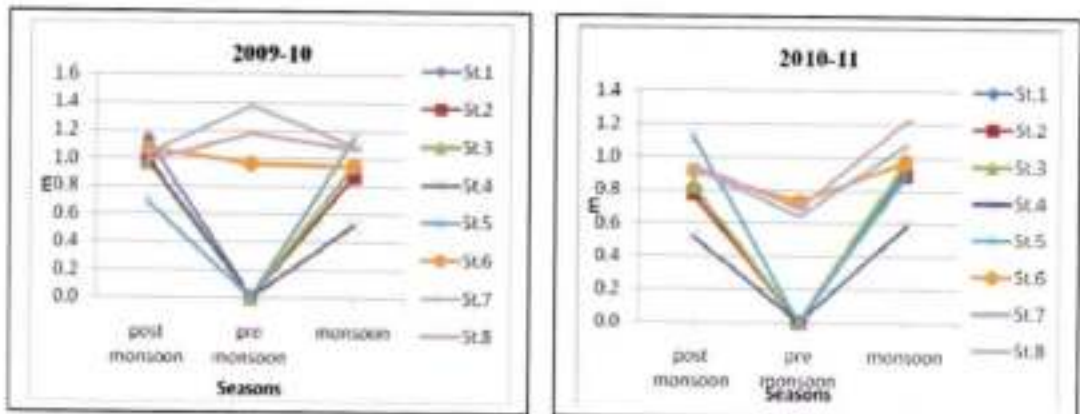 2009-10
1.6
1.4
1.2
1.0
0.8
0.6
0.4
0.2
0.0
m
post monsoon
pre monsoon
monsoon
Seasons
St.1
St.2
St.3
St.4
St.5
St.6
St.7
St.8
2010-11
1.4
1.2
1.0
0.8
0.6
0.4
0.2
0.0
m
post monsoon
pre monsoon
monsoon
Seasons
St.1
St.2
St.3
St.4
St.5
St.6
St.7
St.8